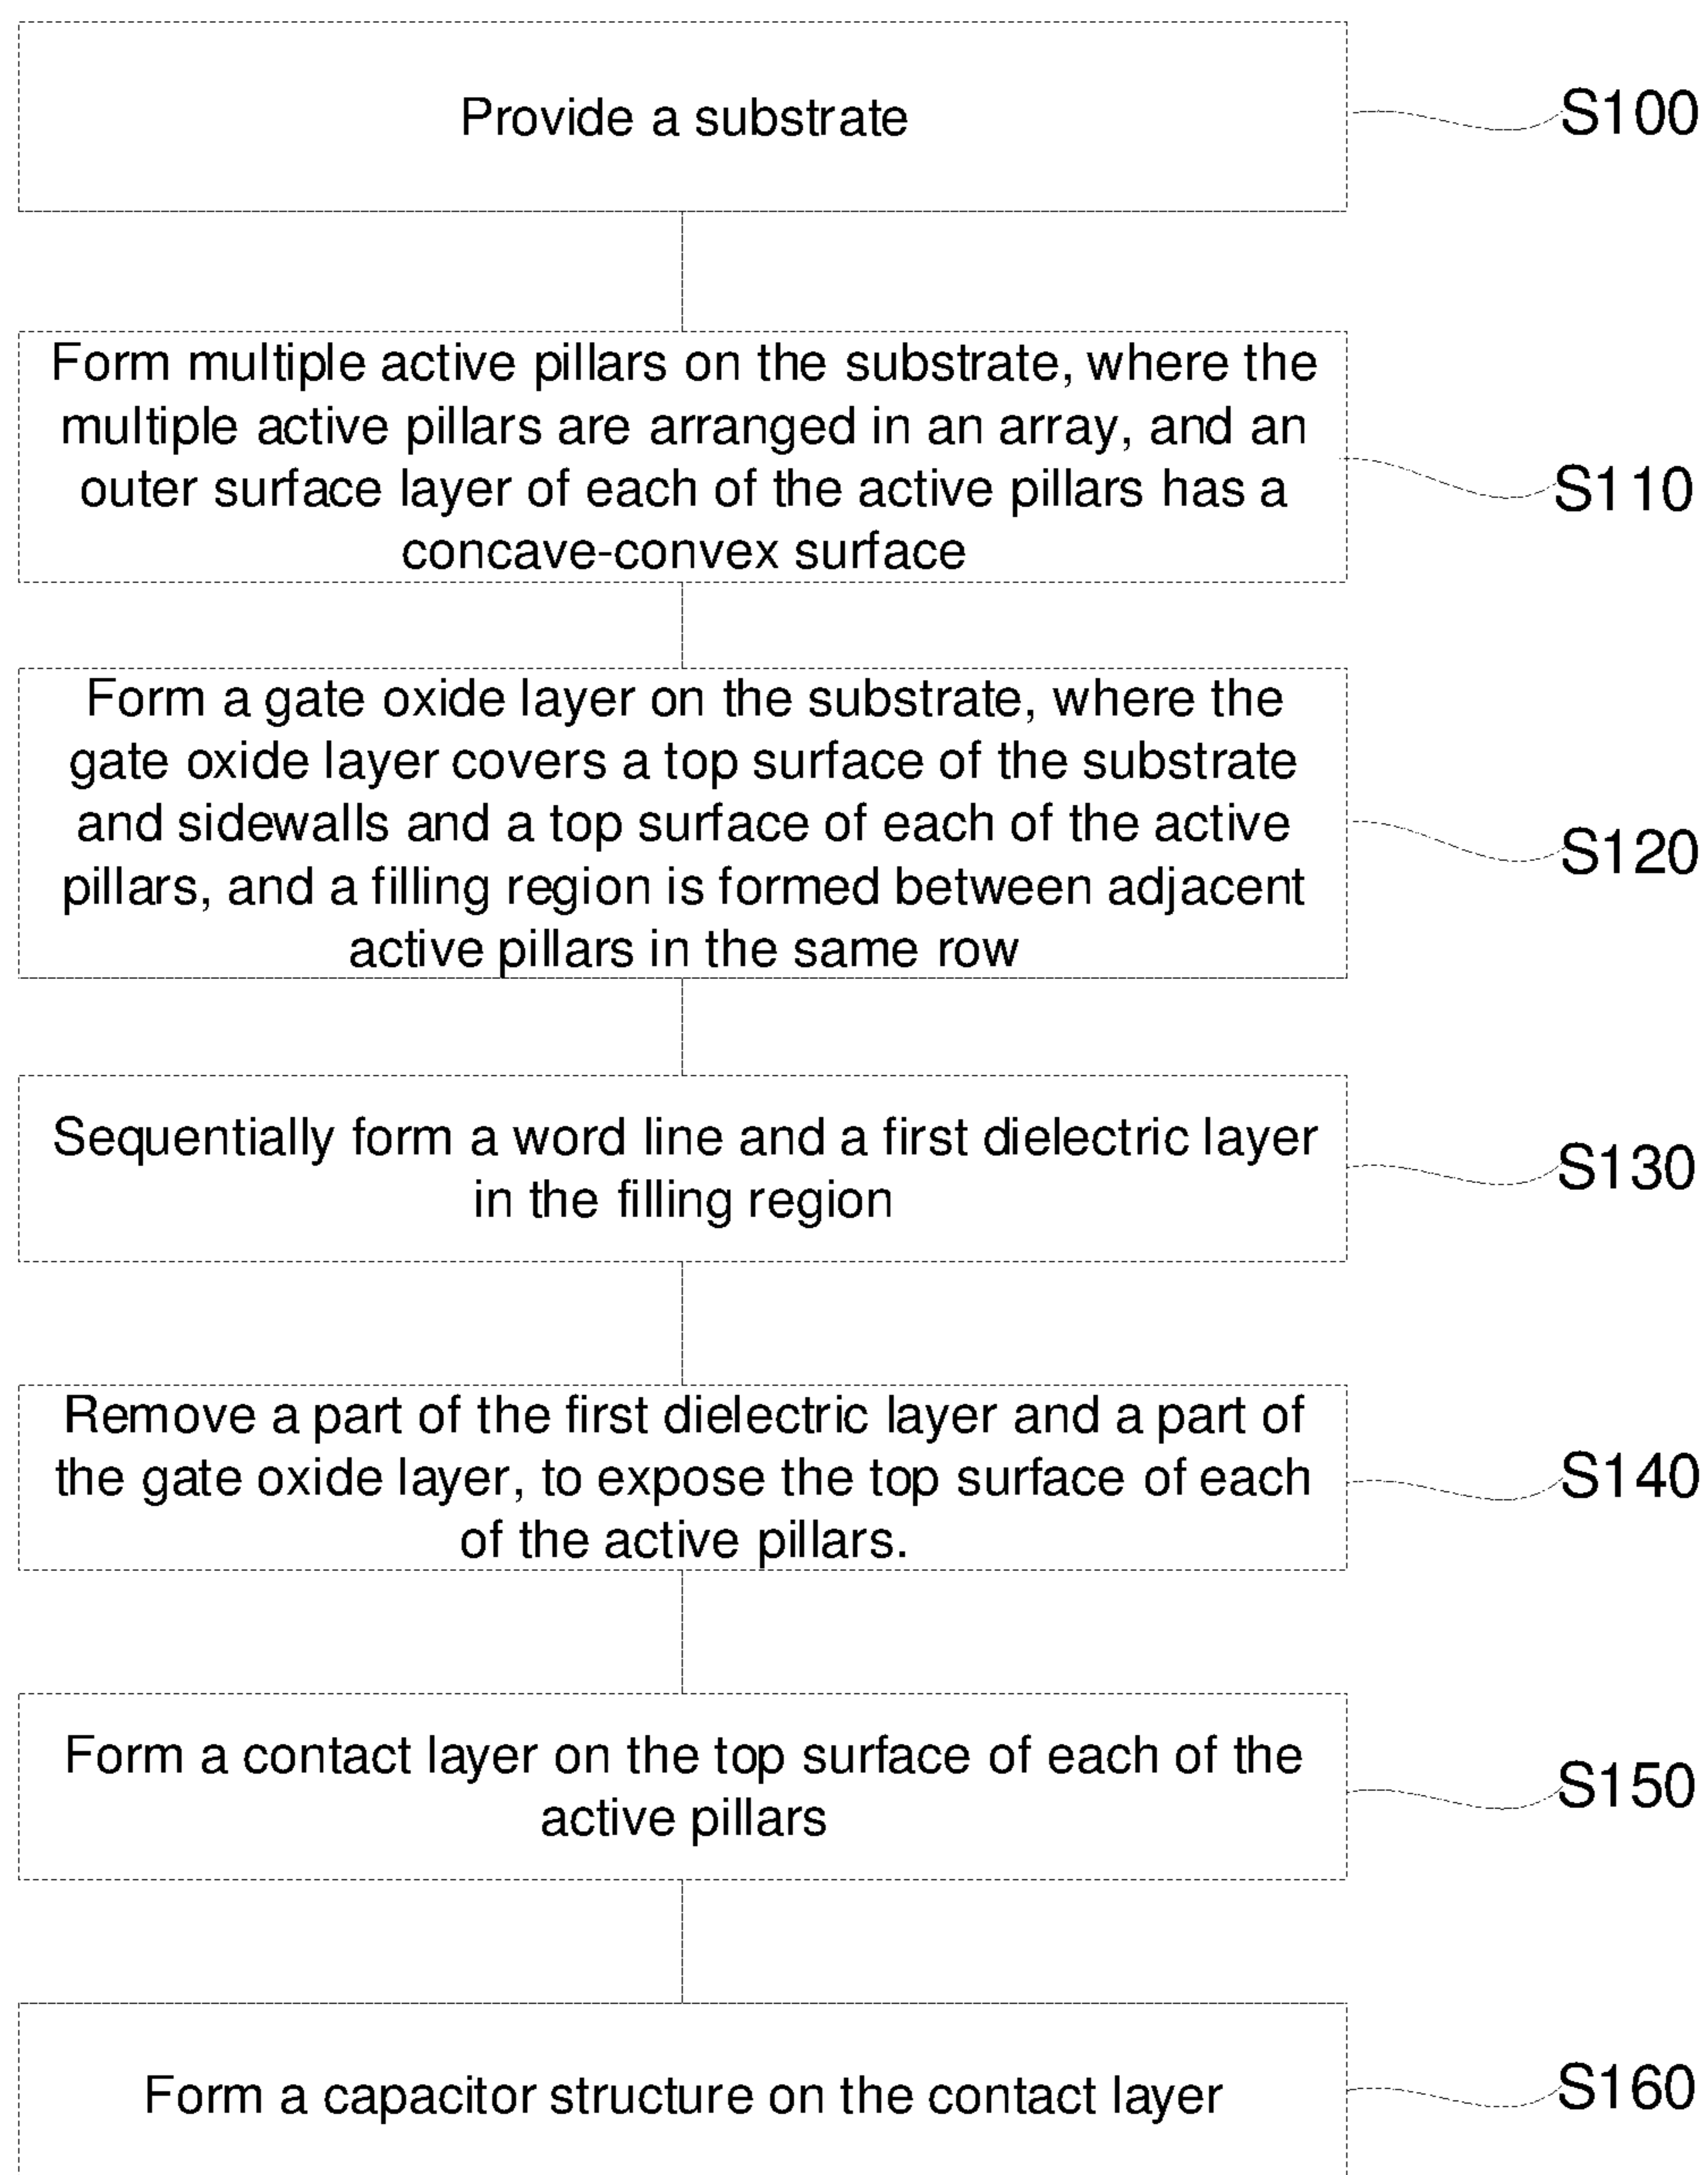 Provide a substrate
S100
Form multiple active pillars on the substrate, where the
multiple active pillars are arranged in an array, and an
outer surface layer of each of the active pillars has a
concave-convex surface
S110
Form a gate oxide layer on the substrate, where the
gate oxide layer covers a top surface of the substrate
and sidewalls and a top surface of each of the active
pillars, and a filling region is formed between adjacent
active pillars in the same row
S120
Sequentially form a word line and a first dielectric layer
in the filling region
S130
Remove a part of the first dielectric layer and a part of
the gate oxide layer, to expose the top surface of each
of the active pillars.
S140
Form a contact layer on the top surface of each of the
active pillars
S150
Form a capacitor structure on the contact layer
S160